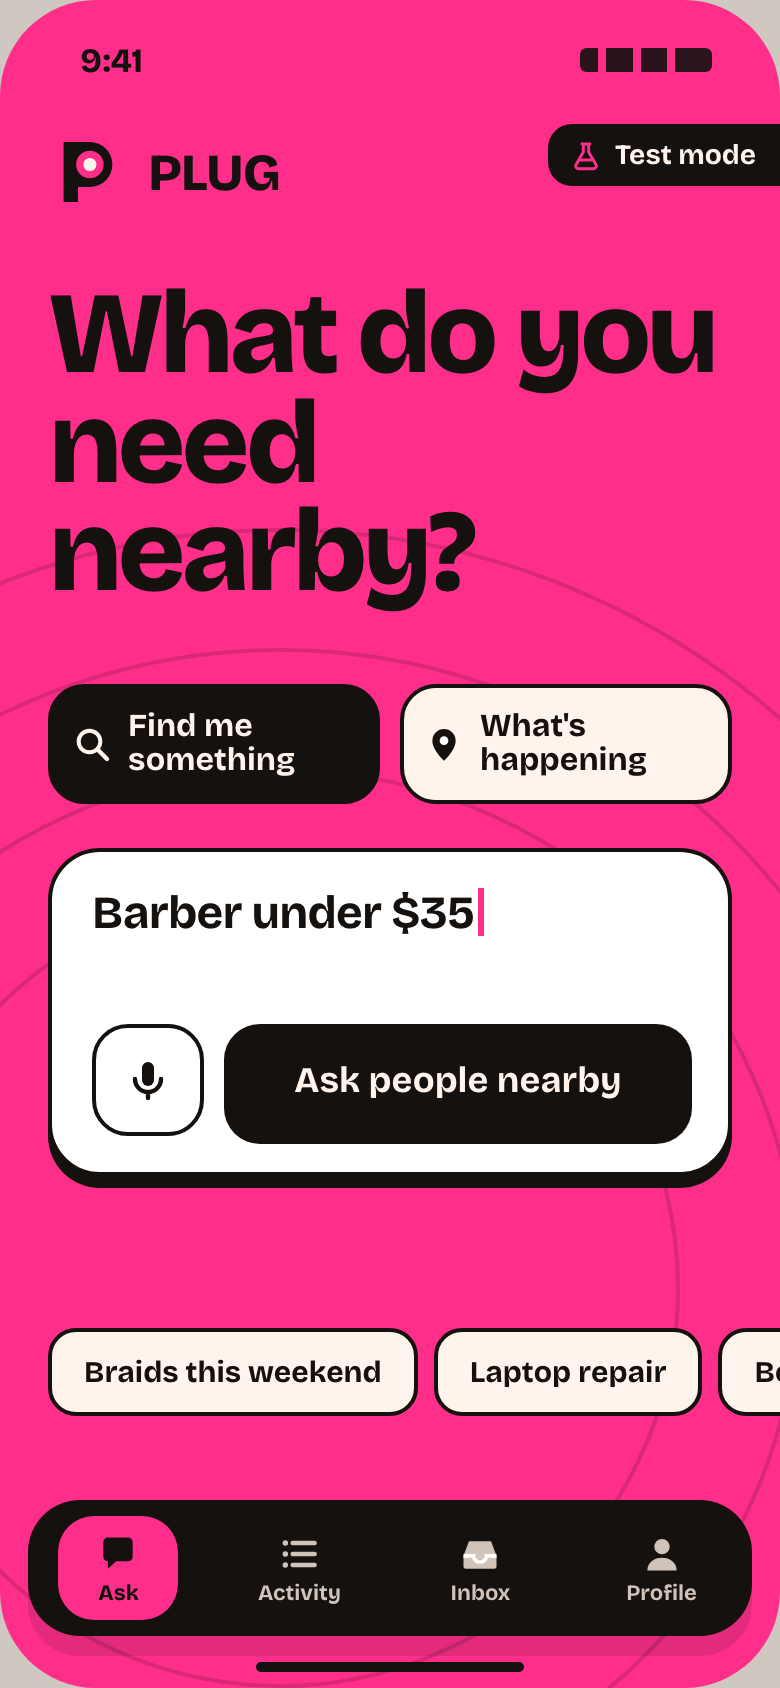 9:41
PLUG
Test mode
What do you
need
nearby?
Find me
something
What's
happening
Barber under $35
Ask people nearby
Braids this weekend
Laptop repair
Ask
Activity
Inbox
Profile